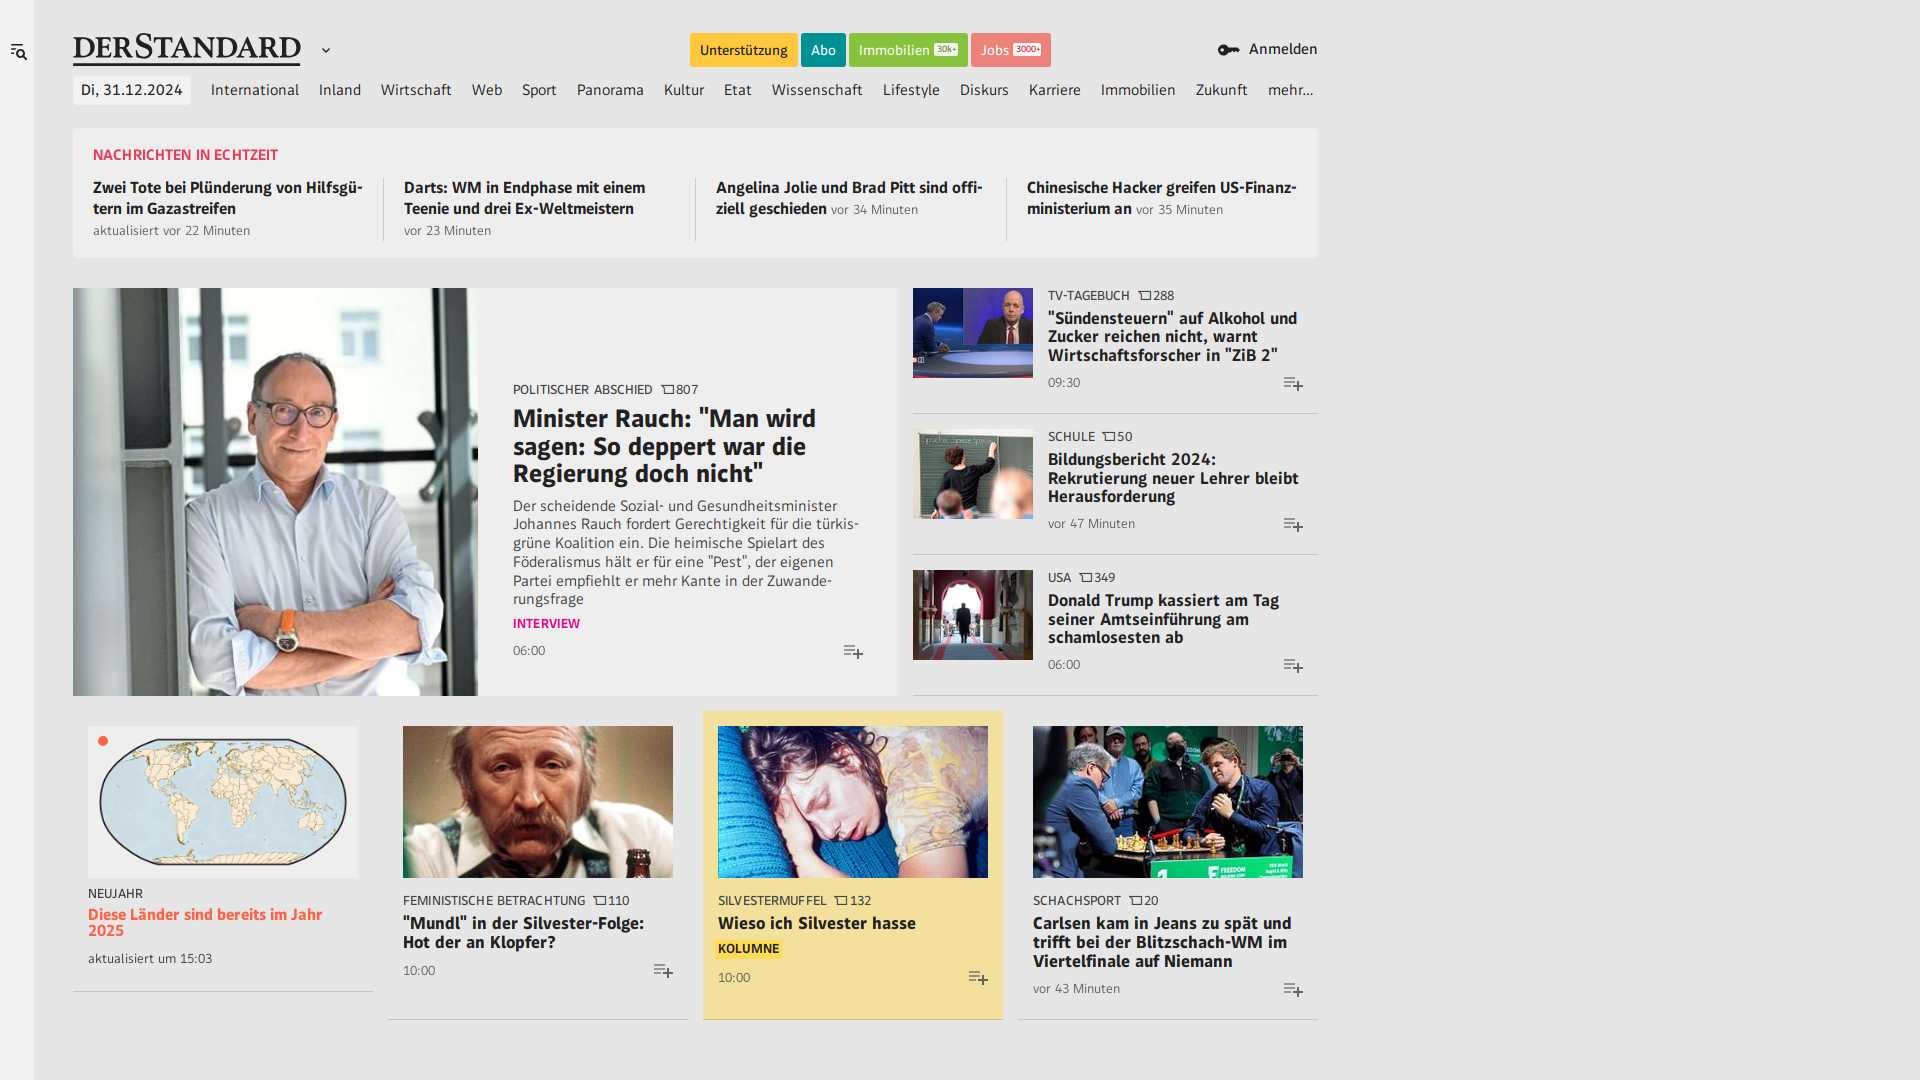 DERSTANDARD
Unterstützung Abo Immobilien 30k+ Jobs 3000+
Anmelden
Di, 31.12.2024 International Inland Wirtschaft Web Sport Panorama Kultur Etat Wissenschaft Lifestyle Diskurs Karriere Immobilien Zukunft mehr...
NACHRICHTEN IN ECHTZEIT
Zwei Tote bei Plünderung von Hilfsgü-
tern im Gazastreifen
aktualisiert vor 22 Minuten
Darts: WM in Endphase mit einem
Teenie und drei Ex-Weltmeistern
vor 23 Minuten
Angelina Jolie und Brad Pitt sind offi-
ziell geschieden vor 34 Minuten
Chinesische Hacker greifen US-Finanz-
ministerium an vor 35 Minuten
POLITISCHER ABSCHIED 807
Minister Rauch: "Man wird
sagen: So deppert war die
Regierung doch nicht"
Der scheidende Sozial- und Gesundheitsminister
Johannes Rauch fordert Gerechtigkeit für die türkis-
grüne Koalition ein. Die heimische Spielart des
Föderalismus hält er für eine "Pest", der eigenen
Partei empfiehlt er mehr Kante in der Zuwande-
rungsfrage
INTERVIEW
06:00
TV-TAGEBUCH 288
"Sündensteuern" auf Alkohol und
Zucker reichen nicht, warnt
Wirtschaftsforscher in "ZiB 2"
09:30
SCHULE 50
Bildungsbericht 2024:
Rekrutierung neuer Lehrer bleibt
Herausforderung
vor 47 Minuten
USA 349
Donald Trump kassiert am Tag
seiner Amtseinführung am
schamlosesten ab
06:00
NEUJAHR
Diese Länder sind bereits im Jahr
2025
aktualisiert um 15:03
FEMINISTISCHE BETRACHTUNG 110
"Mundl" in der Silvester-Folge:
Hot der an Klopfer?
10:00
SILVESTERMUFFEL 132
Wieso ich Silvester hasse
KOLUMNE
10:00
FREEDOM
SCHACHSPORT 20
Carlsen kam in Jeans zu spät und
trifft bei der Blitzschach-WM im
Viertelfinale auf Niemann
vor 43 Minuten